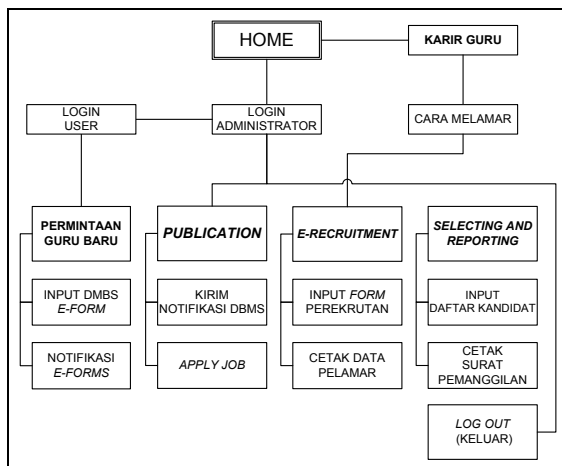 HOME
KARIR GURU
LOGIN
USER
LOGIN
ADMINISTRATOR
CARA MELAMAR
PERMINTAAN
GURU BARU
PUBLICATION
E-RECRUITMENT
SELECTING AND
REPORTING
INPUT DMBS
E-FORM
KIRIM
NOTIFIKASI DBMS
INPUT FORM
PEREKRUTAN
INPUT
DAFTAR KANDIDAT
NOTIFIKASI
E-FORMS
APPLY JOB
CETAK DATA
PELAMAR
CETAK
SURAT
PEMANGGILAN
LOG OUT
(KELUAR)